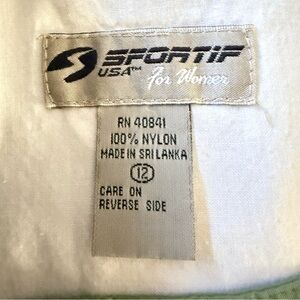 SPORTIF
USA™ For Women
RN 40841
100% NYLON
MADE IN SRI LANKA
12
CARE ON
REVERSE SIDE